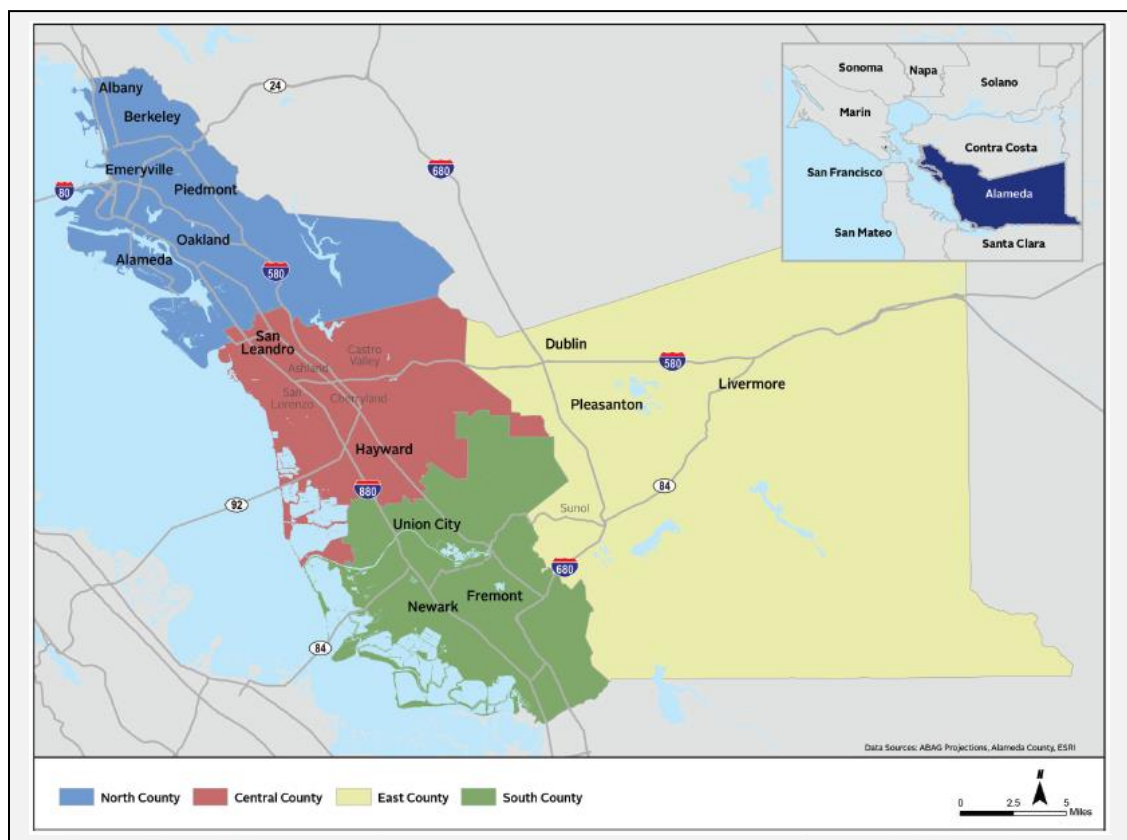 Albany
Berkeley
Emeryville
Piedmont
Oakland
Alameda
24
680
80
580
San
Leandro
Castro
Valley
Ashland
San
Lorenzo
Cherryland
Hayward
92
880
Dublin
580
Pleasanton
Livermore
84
Sunol
Union City
680
Fremont
Newark
84
Sonoma
Napa
Solano
Marin
Contra Costa
San Francisco
Alameda
San Mateo
Santa Clara
Data Sources: ABAG Projections, Alameda County, ESRI
North County
Central County
East County
South County
N
0 2.5 5
Miles